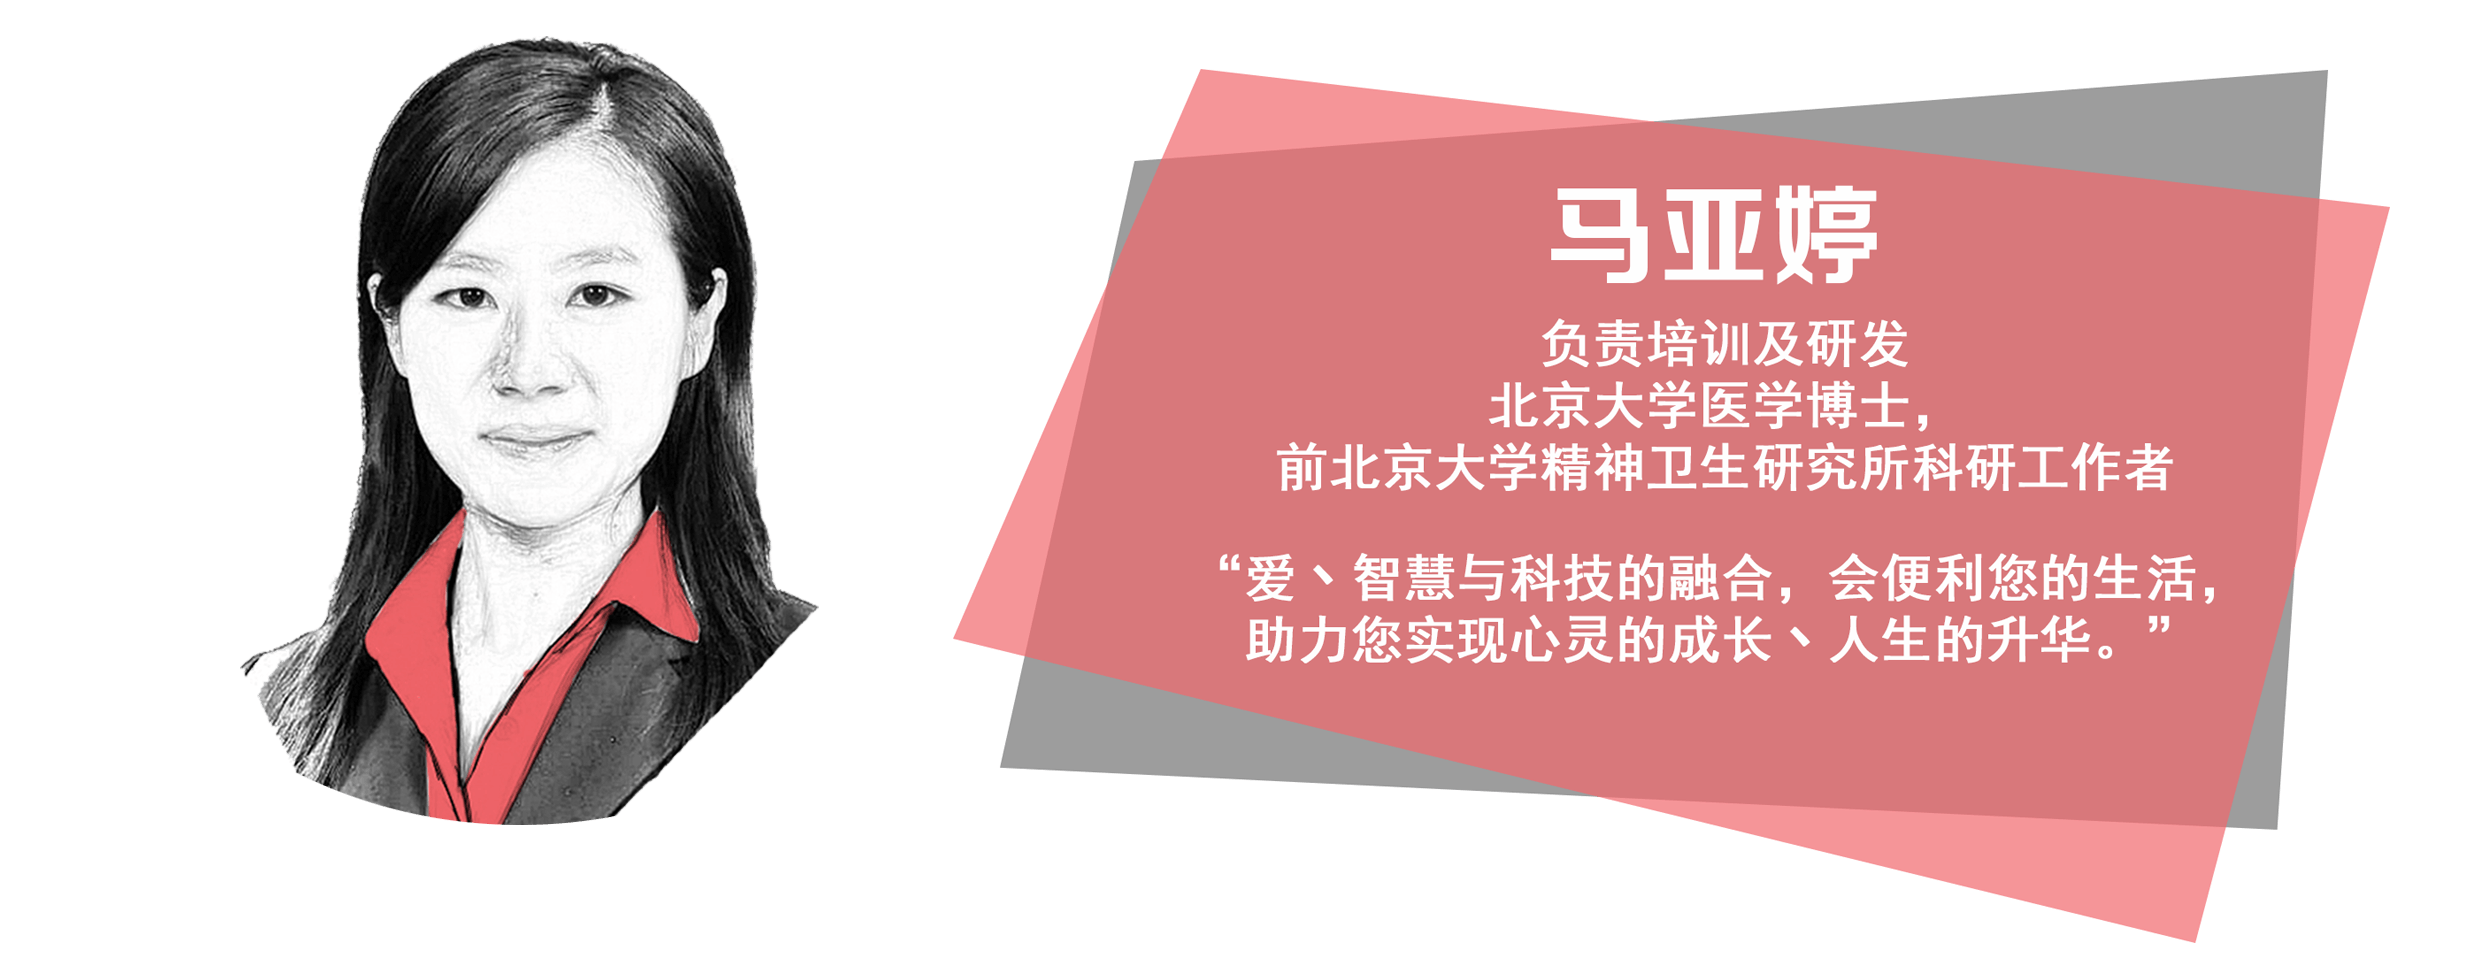 马亚婷
负责培训及研发
北京大学医学博士，
前北京大学精神卫生研究所科研工作者
“爱、智慧与科技的融合，会便利您的生活，
助力您实现心灵的成长、人生的升华。”